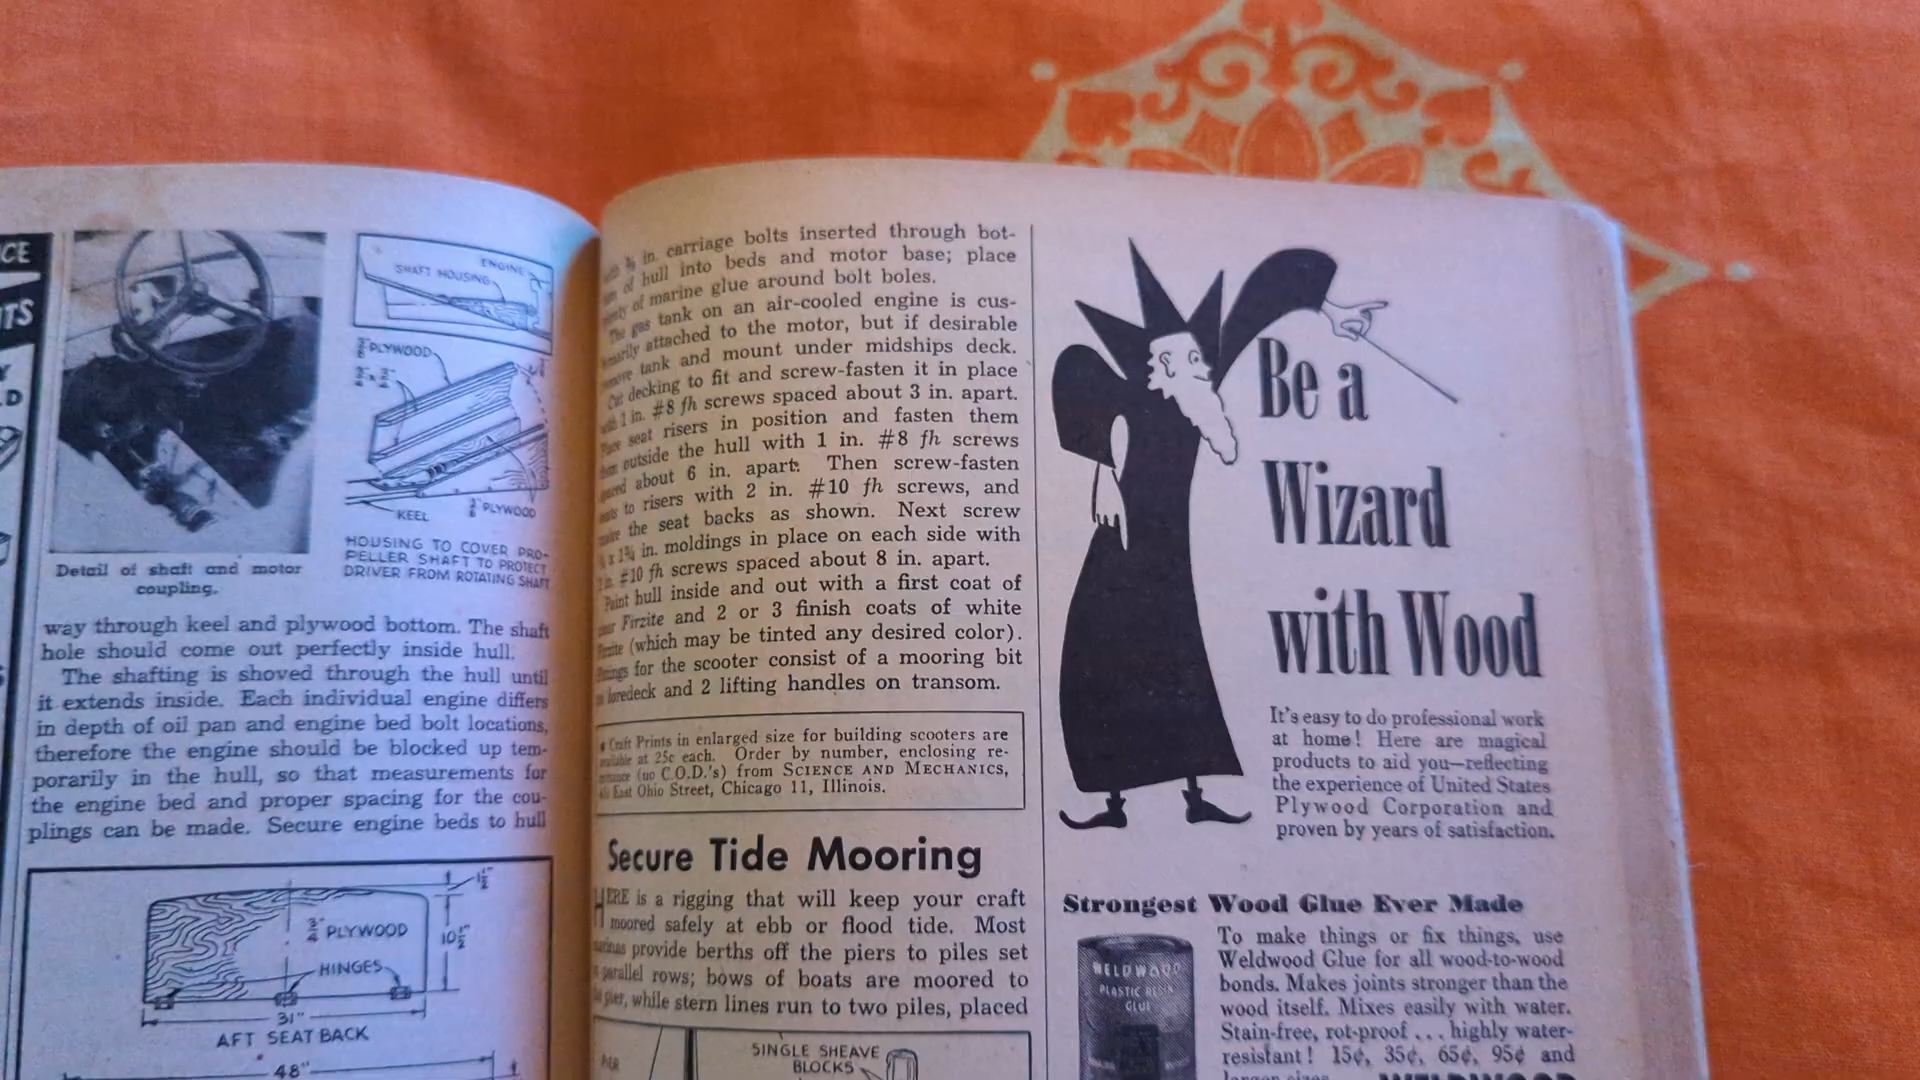 CE
TS
Y
D
ENGINE
SHAFT HOUSING
PLYWOOD
KEEL
PLYWOOD
HOUSING TO COVER PRO-
PELLER SHAFT TO PROTECT
DRIVER FROM ROTATING SHAFT
Detail of shaft and motor
coupling.
way through keel and plywood bottom. The shaft
hole should come out perfectly inside hull.
The shafting is shoved through the hull until
it extends inside. Each individual engine differs
in depth of oil pan and engine bed bolt locations,
therefore the engine should be blocked up tem-
porarily in the hull, so that measurements for
the engine bed and proper spacing for the cou-
plings can be made. Secure engine beds to hull
1½"
¾" PLYWOOD
10½"
HINGES
31"
AFT SEAT BACK
48"
in. carriage bolts inserted through bot-
of hull into beds and motor base; place
of marine glue around bolt boles.
The gas tank on an air-cooled engine is cus-
attached to the motor, but if desirable
tank and mount under midships deck.
Cut decking to fit and screw-fasten it in place
with 1 in. #8 fh screws spaced about 3 in. apart.
Place seat risers in position and fasten them
outside the hull with 1 in. #8 fh screws
about 6 in. apart. Then screw-fasten
to risers with 2 in. #10 fh screws, and
the seat backs as shown. Next screw
x 1¾ in. moldings in place on each side with
in. #10 fh screws spaced about 8 in. apart.
Paint hull inside and out with a first coat of
Firzite and 2 or 3 finish coats of white
(which may be tinted any desired color).
for the scooter consist of a mooring bit
foredeck and 2 lifting handles on transom.
Craft Prints in enlarged size for building scooters are
at 25c each. Order by number, enclosing re-
(no C.O.D.'s) from SCIENCE AND MECHANICS,
East Ohio Street, Chicago 11, Illinois.
Secure Tide Mooring
HERE is a rigging that will keep your craft
moored safely at ebb or flood tide. Most
provide berths off the piers to piles set
parallel rows; bows of boats are moored to
pier, while stern lines run to two piles, placed
SINGLE SHEAVE
BLOCKS
Be a
Wizard
with Wood
It's easy to do professional work
at home! Here are magical
products to aid you—reflecting
the experience of United States
Plywood Corporation and
proven by years of satisfaction.
Strongest Wood Glue Ever Made
WELDWOOD
PLASTIC RESIN
GLUE
To make things or fix things, use
Weldwood Glue for all wood-to-wood
bonds. Makes joints stronger than the
wood itself. Mixes easily with water.
Stain-free, rot-proof . . . highly water-
resistant! 15¢, 35¢, 65¢, 95¢ and
larger sizes.
WELDWOOD